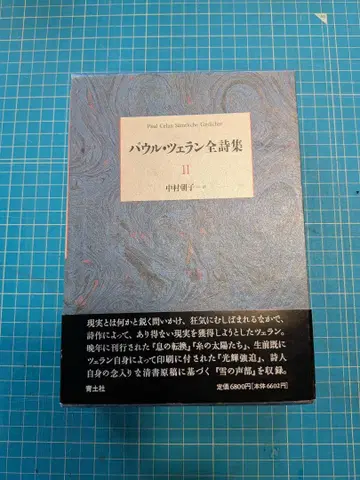 Paul Celan Sämtliche Gedichte
パウル・ツェラン全詩集
II
中村朝子=訳
現実とは何かと鋭く問いかけ、狂気にむしばまれるなかで、
詩作によって、あり得ない現実を獲得しようとしたツェラン。
晩年に刊行された『息の転換』『糸の太陽たち』、生前既に
ツェラン自身によって印刷に付された『光輝強迫』、詩人
自身の念入りな清書原稿に基づく『雪の声部』を収録。
青土社
定価6800円[本体6602円]